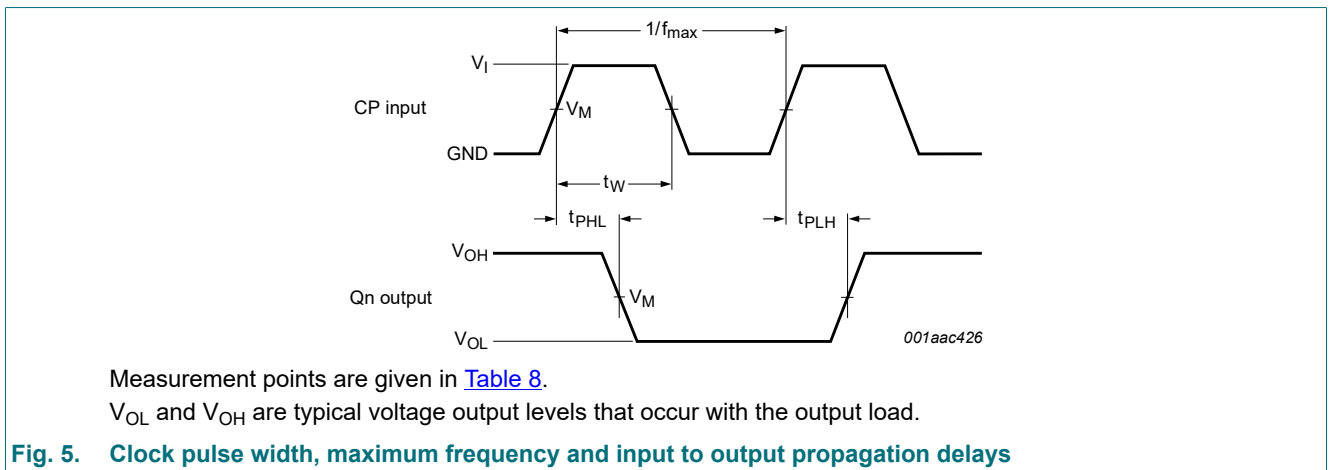 1/fmax
VI
CP input
VM
GND
tW
tPHL
tPLH
VOH
Qn output
VM
VOL
001aac426
Measurement points are given in Table 8.
VOL and VOH are typical voltage output levels that occur with the output load.
Fig. 5. Clock pulse width, maximum frequency and input to output propagation delays